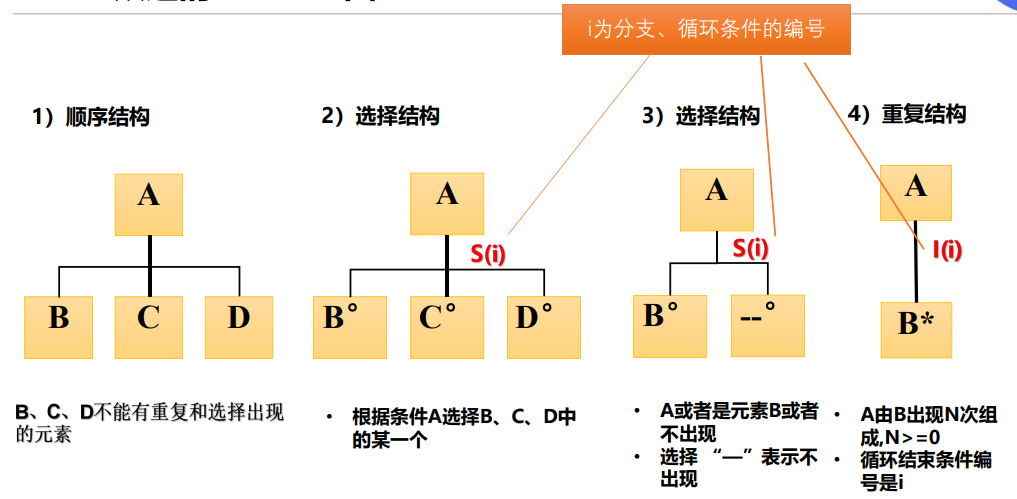 i为分支、循环条件的编号
1）顺序结构
2）选择结构
3）选择结构
4）重复结构
A
B
C
D
A
S(i)
B°
C°
D°
A
S(i)
B°
--°
A
I(i)
B*
B、C、D不能有重复和选择出现
的元素
• 根据条件A选择B、C、D中
的某一个
• A或者是元素B或者
不出现
• 选择 “—”表示不
出现
• A由B出现N次组
成,N>=0
• 循环结束条件编
号是i